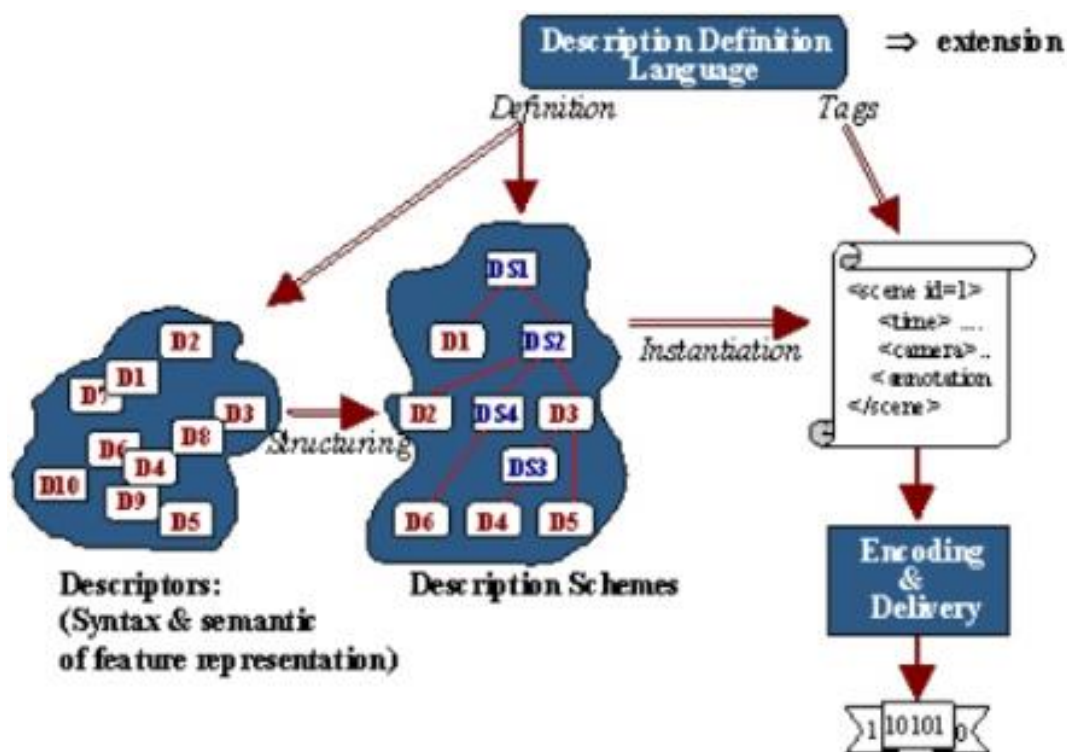 Description Definition
Language
⇒ extension
Definition
Tags
DS1
D1
DS2
D2
DS4
D3
DS3
D6
D4
D5
D2
D1
D7
D3
D8
D6
D4
D10
D9
D5
Structuring
Instantiation
<scene id=1>
<time> ....
<camera>..
<annotation
</scene>
Descriptors:
(Syntax & semantic
of feature representation)
Description Schemes
Encoding
&
Delivery
1 10101 0